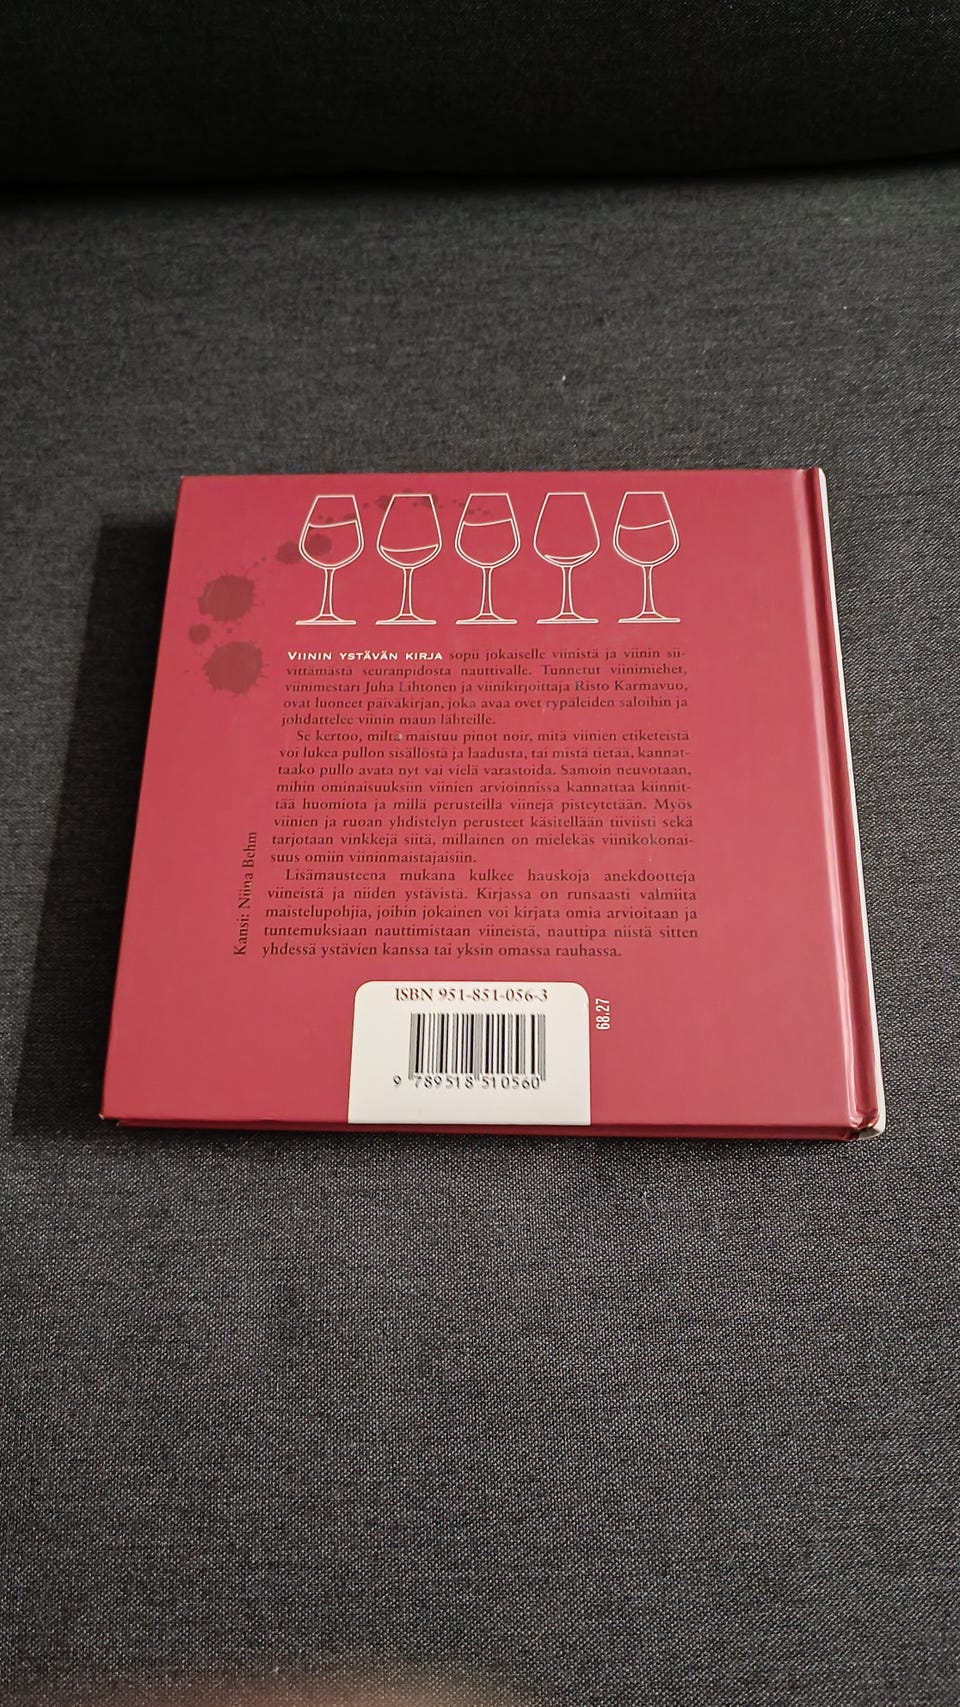 VIININ YSTÄVÄN KIRJA sopii jokaiselle viinistä ja viinin sii-
vittämästä seuranpidosta nauttivalle. Tunnetut viinimiehet,
viinimestari Juha Lihtonen ja viinikirjoittaja Risto Karmavuo,
ovat luoneet päiväkirjan, joka avaa ovet rypäleiden saloihin ja
johdattelee viinin maun lähteille.
Se kertoo, miltä maistuu pinot noir, mitä viinien etiketeistä
voi lukea pullon sisällöstä ja laadusta, tai mistä tietää, kannat-
taako pullo avata nyt vai vielä varastoida. Samoin neuvotaan,
mihin ominaisuuksiin viinien arvioinnissa kannattaa kiinnit-
tää huomiota ja millä perusteilla viinejä pisteytetään. Myös
viinien ja ruoan yhdistelyn perusteet käsitellään tiiviisti sekä
tarjotaan vinkkejä siitä, millainen on mielekäs viinikokonai-
suus omiin viininmaistajaisiin.
Lisämausteena mukana kulkee hauskoja anekdootteja
viineistä ja niiden ystävistä. Kirjassa on runsaasti valmiita
maistelupohjia, joihin jokainen voi kirjata omia arvioitaan ja
tuntemuksiaan nauttimistaan viineistä, nauttipa niistä sitten
yhdessä ystävien kanssa tai yksin omassa rauhassa.
Kansi: Niina Behm
ISBN 951-851-056-3
9 789518 510560
68.27